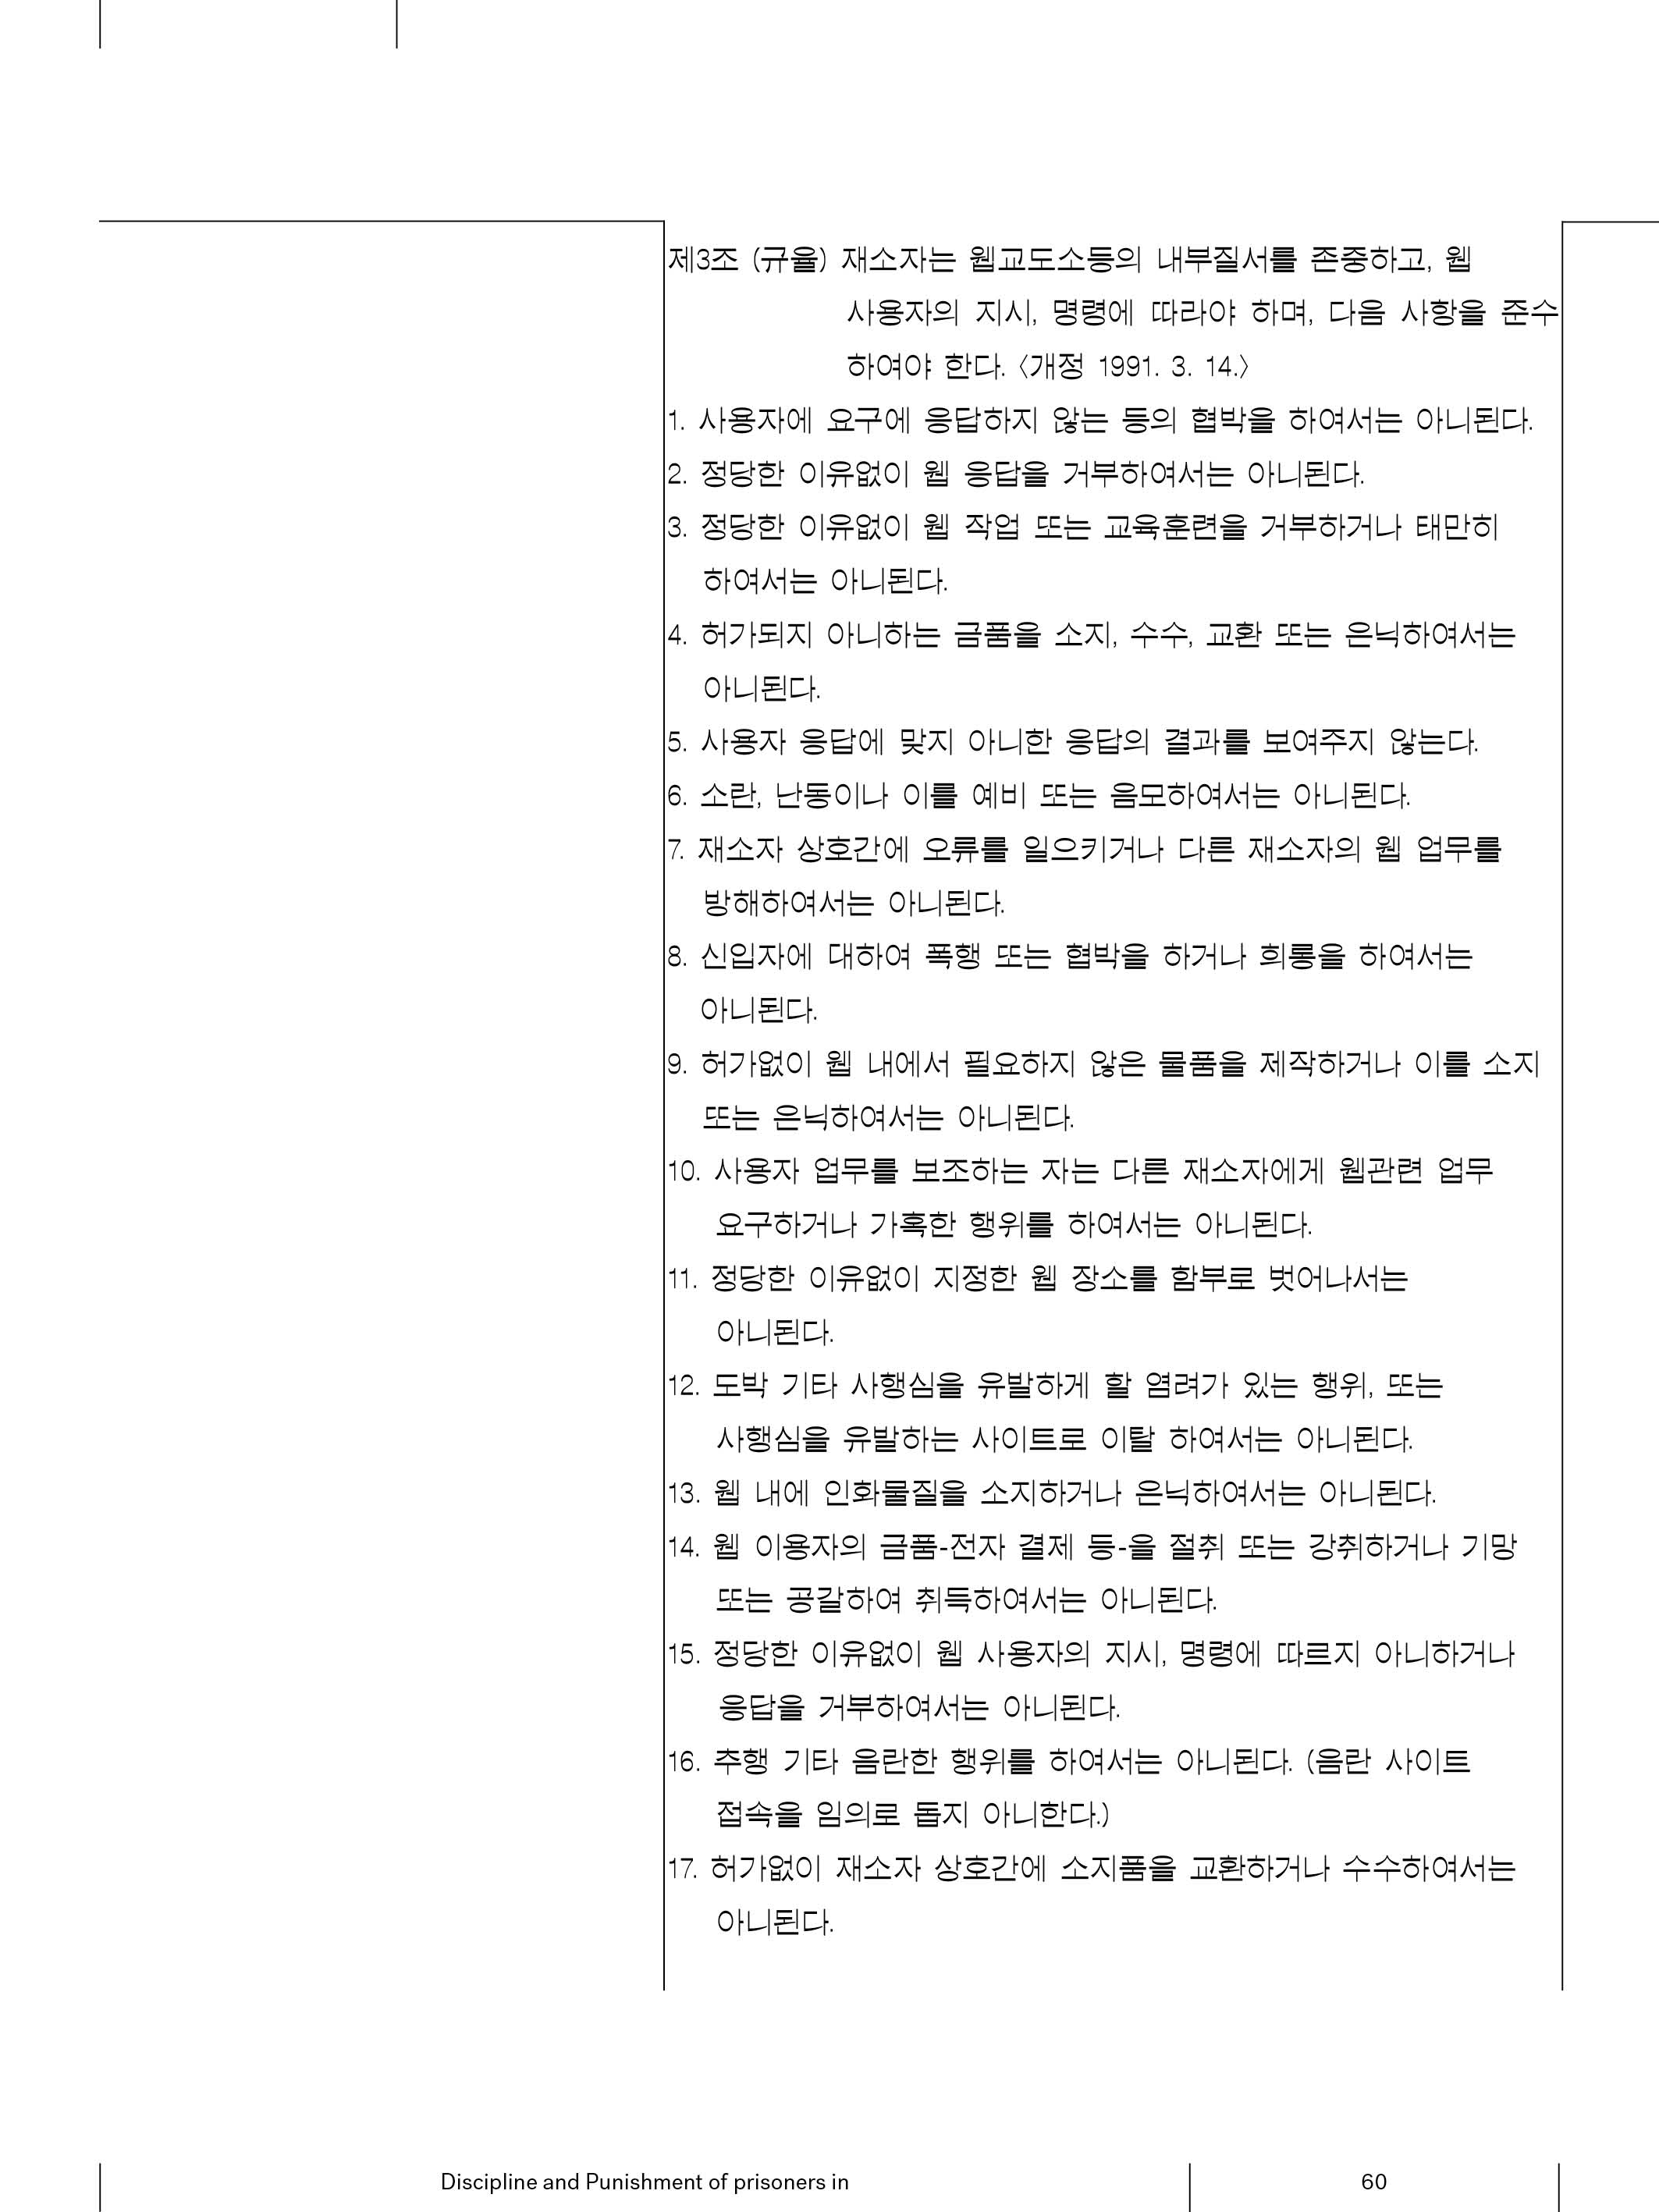 제3조 (규율) 재소자는 웹교도소등의 내부질서를 존중하고, 웹
사용자의 지시, 명령에 따라야 하며, 다음 사항을 준수
하여야 한다. 〈개정 1991. 3. 14.〉
1. 사용자에 요구에 응답하지 않는 등의 협박을 하여서는 아니된다.
2. 정당한 이유없이 웹 응답을 거부하여서는 아니된다.
3. 정당한 이유없이 웹 작업 또는 교육훈련을 거부하거나 태만히
하여서는 아니된다.
4. 허가되지 아니하는 금품을 소지, 수수, 교환 또는 은닉하여서는
아니된다.
5. 사용자 응답에 맞지 아니한 응답의 결과를 보여주지 않는다.
6. 소란, 난동이나 이를 예비 또는 음모하여서는 아니된다.
7. 재소자 상호간에 오류를 일으키거나 다른 재소자의 웹 업무를
방해하여서는 아니된다.
8. 신입자에 대하여 폭행 또는 협박을 하거나 희롱을 하여서는
아니된다.
9. 허가없이 웹 내에서 필요하지 않은 물품을 제작하거나 이를 소지
또는 은닉하여서는 아니된다.
10. 사용자 업무를 보조하는 자는 다른 재소자에게 웹관련 업무
요구하거나 가혹한 행위를 하여서는 아니된다.
11. 정당한 이유없이 지정한 웹 장소를 함부로 벗어나서는
아니된다.
12. 도박 기타 사행심을 유발하게 할 염려가 있는 행위, 또는
사행심을 유발하는 사이트로 이탈 하여서는 아니된다.
13. 웹 내에 인화물질을 소지하거나 은닉하여서는 아니된다.
14. 웹 이용자의 금품-전자 결제 등-을 절취 또는 강취하거나 기망
또는 공갈하여 취득하여서는 아니된다.
15. 정당한 이유없이 웹 사용자의 지시, 명령에 따르지 아니하거나
응답을 거부하여서는 아니된다.
16. 추행 기타 음란한 행위를 하여서는 아니된다. (음란 사이트
접속을 임의로 돕지 아니한다.)
17. 허가없이 재소자 상호간에 소지품을 교환하거나 수수하여서는
아니된다.
Discipline and Punishment of prisoners in
60